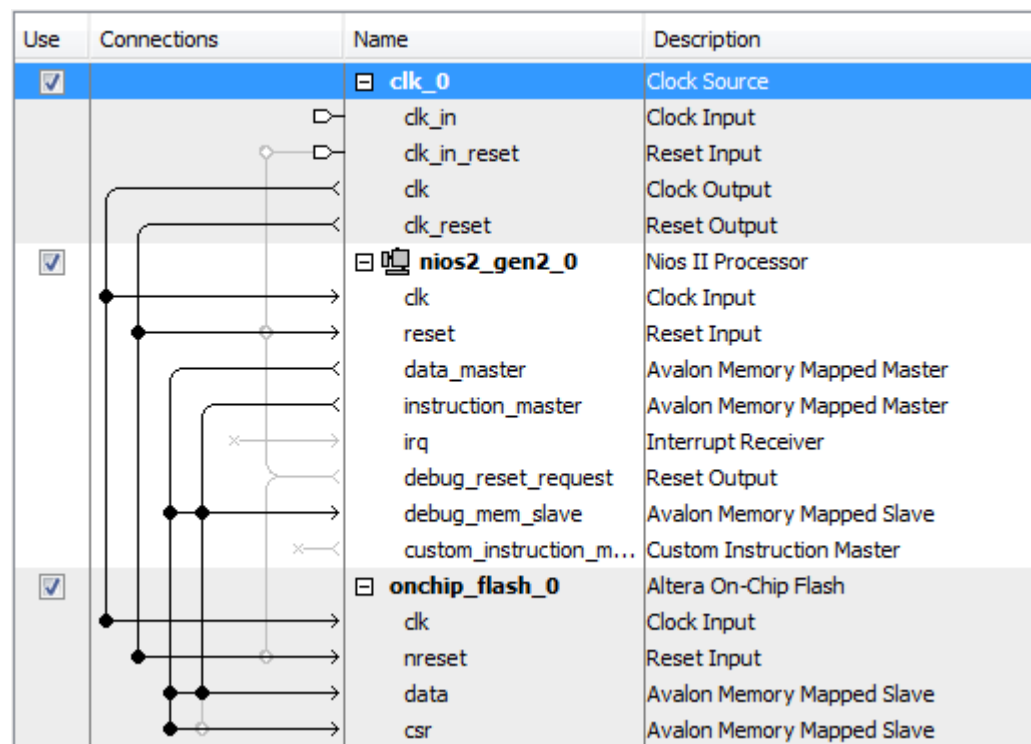 Use Connections Name Description
clk_0 Clock Source
clk_in Clock Input
clk_in_reset Reset Input
clk Clock Output
clk_reset Reset Output
nios2_gen2_0 Nios II Processor
clk Clock Input
reset Reset Input
data_master Avalon Memory Mapped Master
instruction_master Avalon Memory Mapped Master
irq Interrupt Receiver
debug_reset_request Reset Output
debug_mem_slave Avalon Memory Mapped Slave
custom_instruction_m... Custom Instruction Master
onchip_flash_0 Altera On-Chip Flash
clk Clock Input
nreset Reset Input
data Avalon Memory Mapped Slave
csr Avalon Memory Mapped Slave